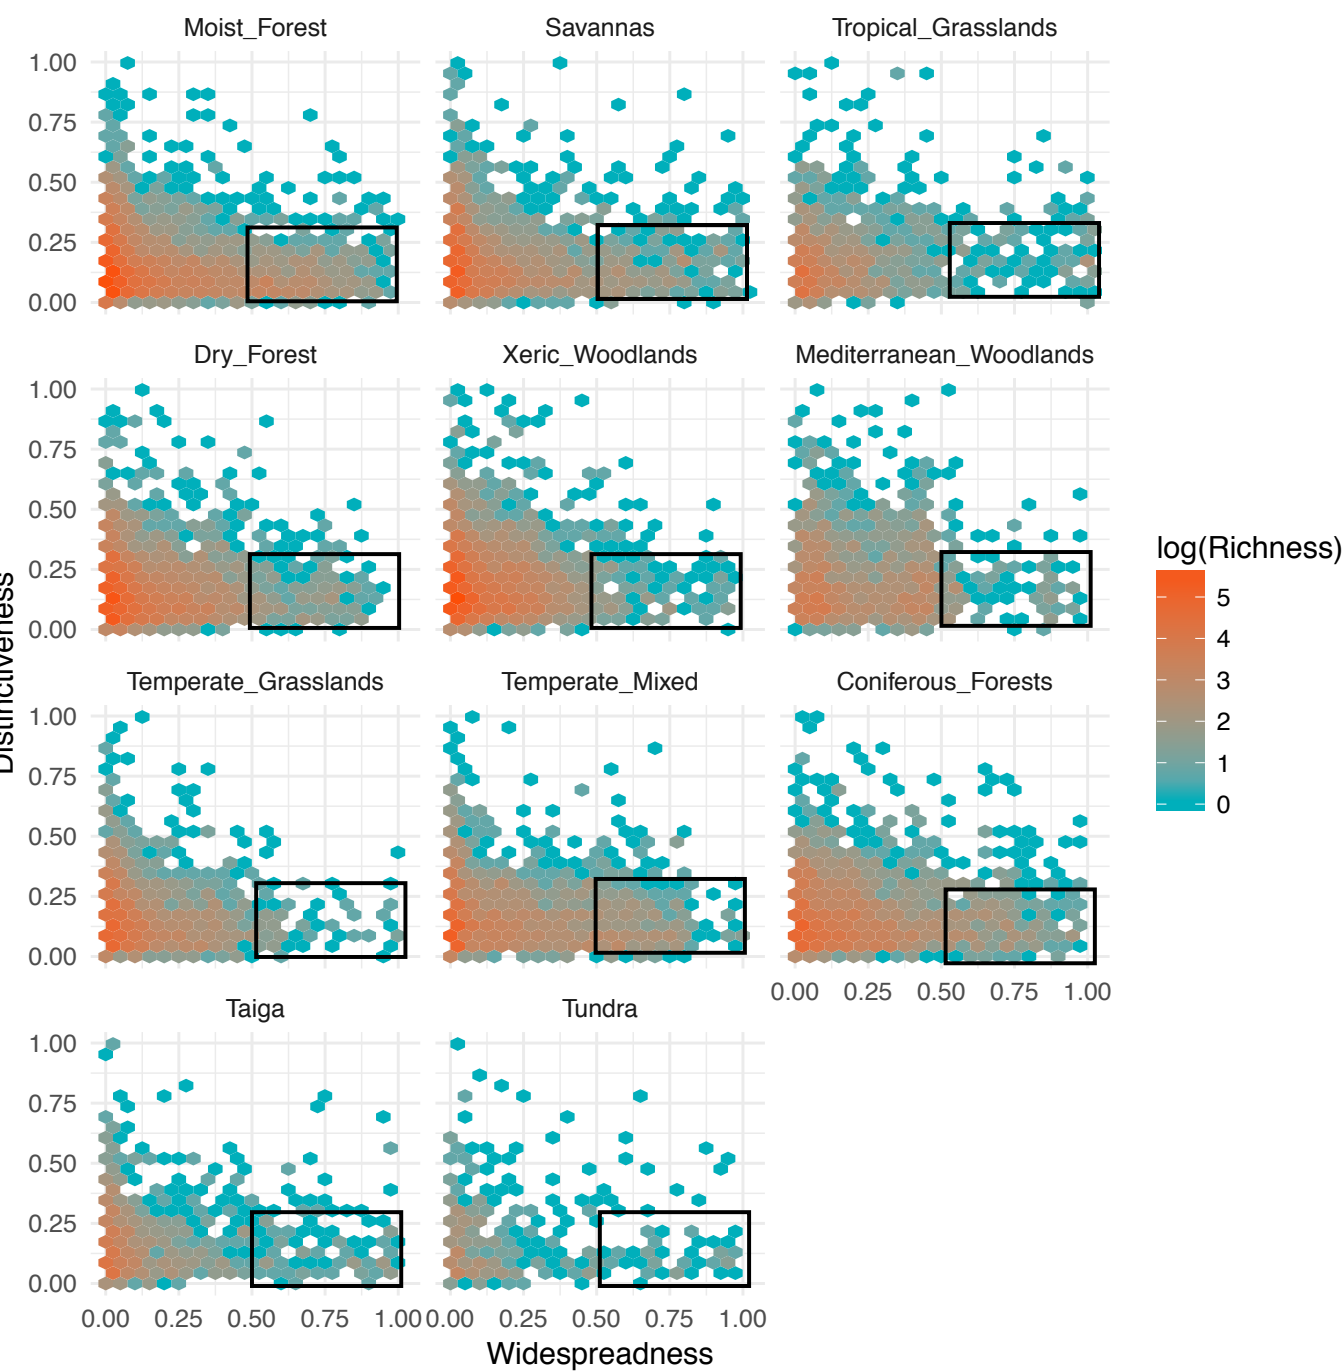 Moist_Forest Savannas Tropical_Grasslands
1.00
0.75
0.50
0.25
0.00
Dry_Forest Xeric_Woodlands Mediterranean_Woodlands
1.00
0.75
0.50
0.25
0.00
Temperate_Grasslands Temperate_Mixed Coniferous_Forests
1.00
0.75
0.50
0.25
0.00
0.00 0.25 0.50 0.75 1.00
Taiga Tundra
1.00
0.75
0.50
0.25
0.00
0.00 0.25 0.50 0.75 1.00 0.00 0.25 0.50 0.75 1.00
Widespreadness
Distinctiveness
log(Richness)
5
4
3
2
1
0